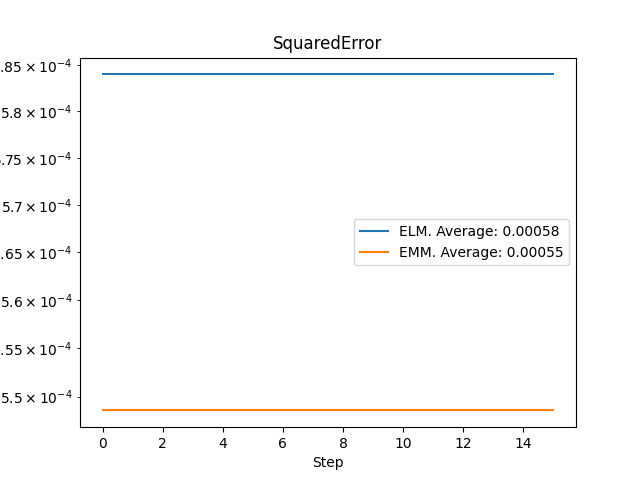 SquaredError
.85 × 10⁻⁴
5.8 × 10⁻⁴
.75 × 10⁻⁴
5.7 × 10⁻⁴
.65 × 10⁻⁴
5.6 × 10⁻⁴
.55 × 10⁻⁴
5.5 × 10⁻⁴
ELM. Average: 0.00058
EMM. Average: 0.00055
0 2 4 6 8 10 12 14
Step